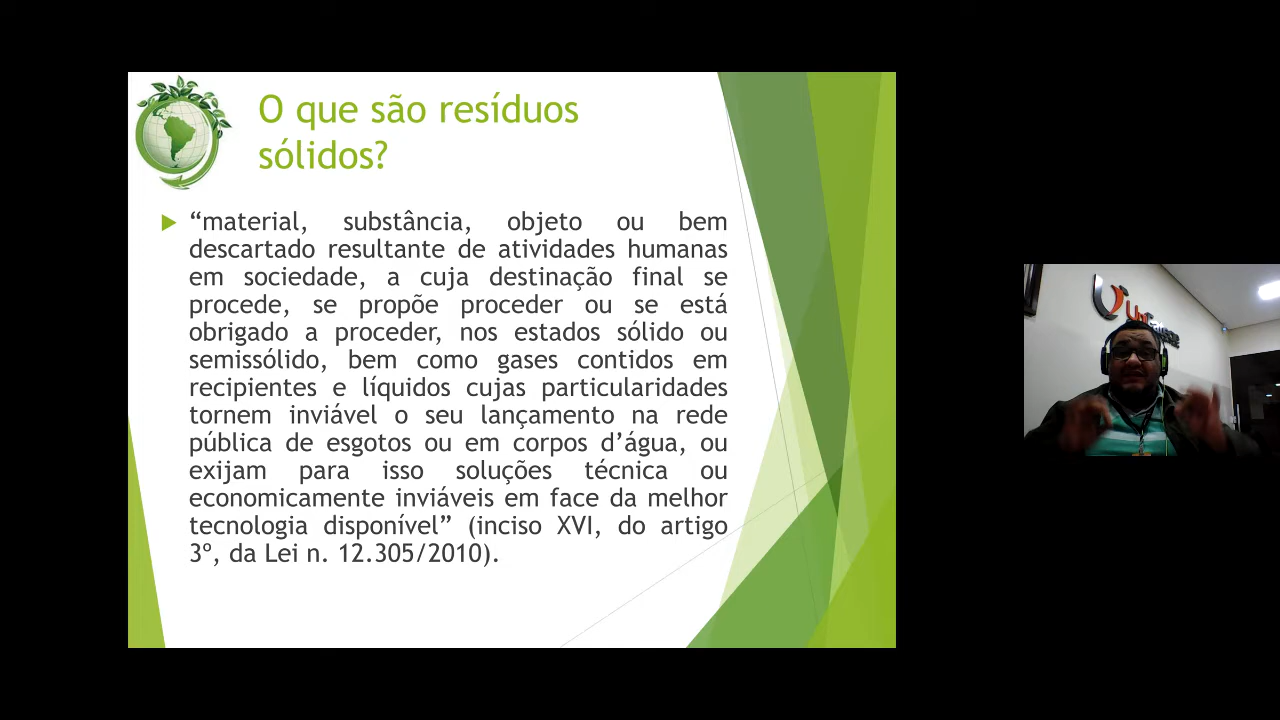 O que são resíduos
sólidos?
“material, substância, objeto ou bem
descartado resultante de atividades humanas
em sociedade, a cuja destinação final se
procede, se propõe proceder ou se está
obrigado a proceder, nos estados sólido ou
semissólido, bem como gases contidos em
recipientes e líquidos cujas particularidades
tornem inviável o seu lançamento na rede
pública de esgotos ou em corpos d’água, ou
exijam para isso soluções técnica ou
economicamente inviáveis em face da melhor
tecnologia disponível” (inciso XVI, do artigo
3º, da Lei n. 12.305/2010).